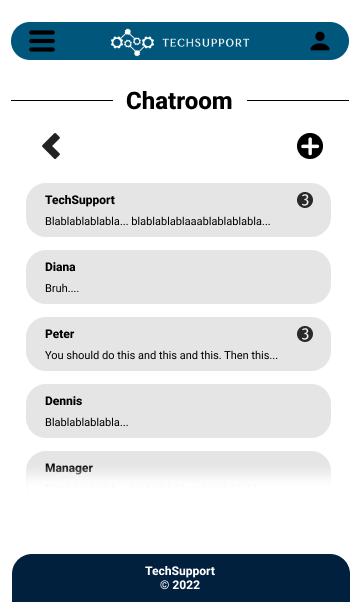 TECHSUPPORT
Chatroom
TechSupport 3
Blablablablabla... blablablablaaablablablabla...
Diana
Bruh....
Peter 3
You should do this and this and this. Then this...
Dennis
Blablablablabla...
Manager
TechSupport
© 2022